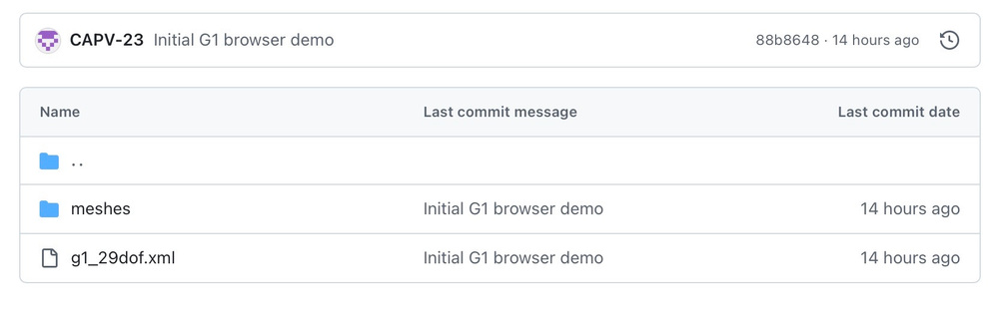 CAPV-23 Initial G1 browser demo 88b8648 · 14 hours ago
Name Last commit message Last commit date
..
meshes Initial G1 browser demo 14 hours ago
g1_29dof.xml Initial G1 browser demo 14 hours ago